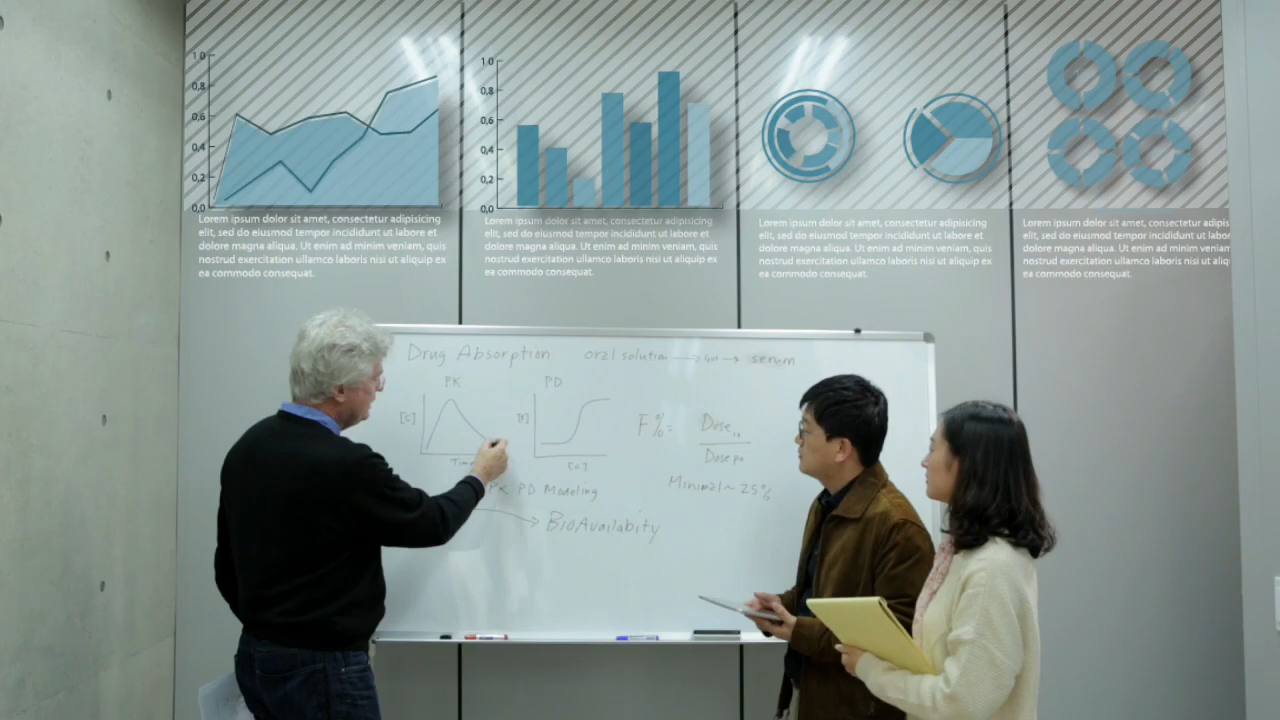 1 0
0,8
0,6
0,4
0,2
0,0
Lorem ipsum dolor sit amet, consectetur adipisicing
elit, sed do eiusmod tempor incididunt ut labore et
dolore magna aliqua. Ut enim ad minim veniam, quis
nostrud exercitation ullamco laboris nisi ut aliquip ex
ea commodo consequat.
1.0
0,8
0,6
0,4
0,2
0,0
Lorem ipsum dolor sit amet, consectetur adipisicing
elit, sed do eiusmod tempor incididunt ut labore et
dolore magna aliqua. Ut enim ad minim veniam, quis
nostrud exercitation ullamco laboris nisi ut aliquip ex
ea commodo consequat.
Lorem ipsum dolor sit amet, consectetur adipisicing
elit, sed do eiusmod tempor incididunt ut labore et
dolore magna aliqua. Ut enim ad minim veniam, quis
nostrud exercitation ullamco laboris nisi ut aliquip ex
ea commodo consequat.
Lorem ipsum dolor sit amet, consectetur adipis
elit, sed do eiusmod tempor incididunt ut labor
dolore magna aliqua. Ut enim ad minim veniam
nostrud exercitation ullamco laboris nisi ut aliq
ea commodo consequat.
Drug Absorption oral solution → Gut → serum
PK PD
[C]
Time
[E]
[C]
F%= Dose
Dose po
Minimal ~ 25%
PK PD Modeling
BioAvailabity